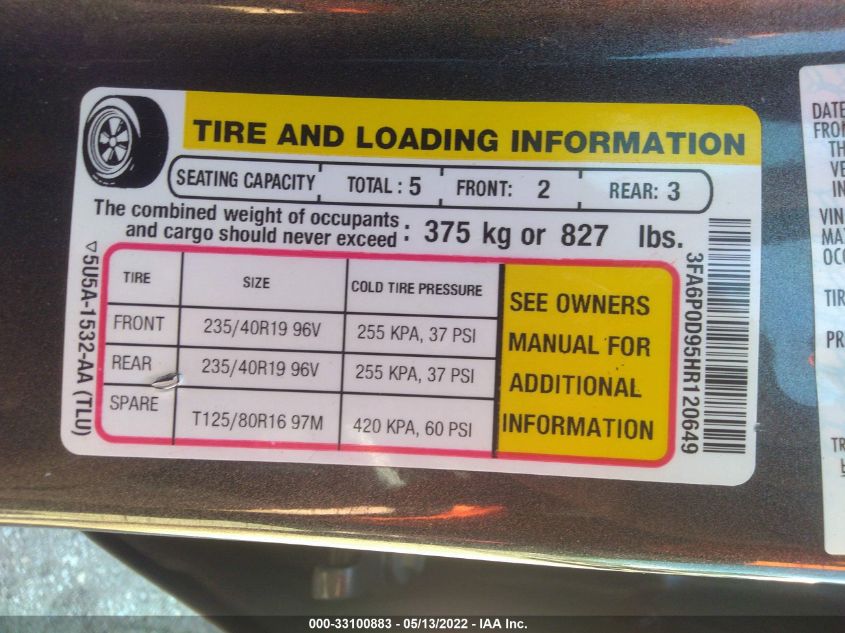 TIRE AND LOADING INFORMATION
SEATING CAPACITY TOTAL : 5 FRONT: 2 REAR: 3
The combined weight of occupants
and cargo should never exceed : 375 kg or 827 lbs.
TIRE SIZE COLD TIRE PRESSURE
FRONT 235/40R19 96V 255 KPA, 37 PSI
REAR 235/40R19 96V 255 KPA, 37 PSI
SPARE T125/80R16 97M 420 KPA, 60 PSI
SEE OWNERS
MANUAL FOR
ADDITIONAL
INFORMATION
▽5U5A-1532-AA (TLU)
3FA6P0D95HR120649
DATE
FROM
TH
VE
IN
VIN
MAX
OCC
TIR
PR
TR
000-33100883 - 05/13/2022 - IAA Inc.